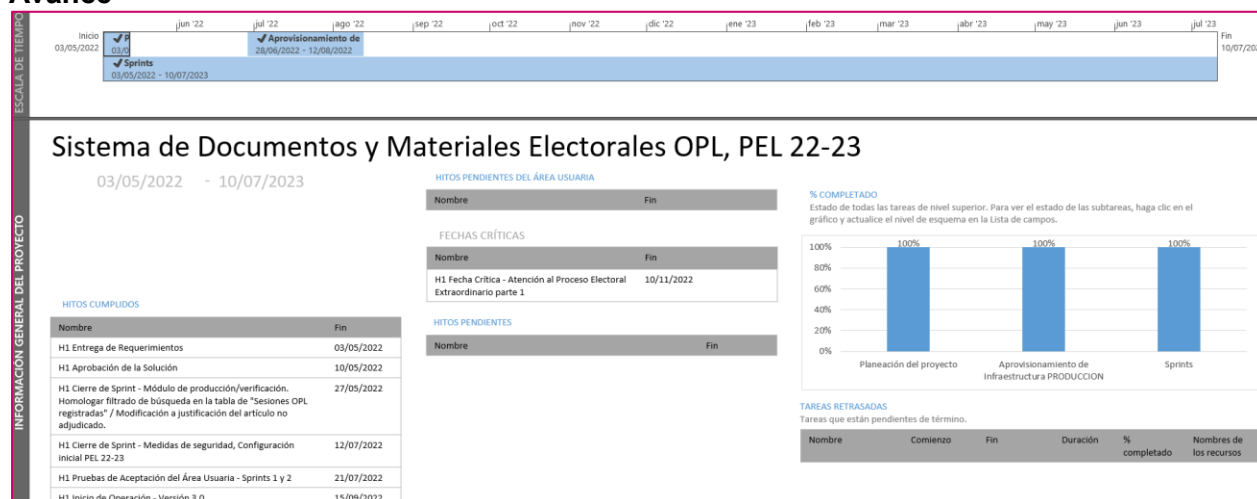 Avance
ESCALA DE TIEMPO
jun '22 jul '22 ago '22 sep '22 oct '22 nov '22 dic '22 ene '23 feb '23 mar '23 abr '23 may '23 jun '23 jul '23
Inicio
03/05/2022
✔P
03/0
✔Aprovisionamiento de
28/06/2022 - 12/08/2022
Fin
10/07/202
✔Sprints
03/05/2022 - 10/07/2023
INFORMACIÓN GENERAL DEL PROYECTO
Sistema de Documentos y Materiales Electorales OPL, PEL 22-23
03/05/2022 - 10/07/2023
HITOS CUMPLIDOS
Nombre Fin
H1 Entrega de Requerimientos 03/05/2022
H1 Aprobación de la Solución 10/05/2022
H1 Cierre de Sprint - Módulo de producción/verificación. 27/05/2022
Homologar filtrado de búsqueda en la tabla de "Sesiones OPL
registradas" / Modificación a justificación del artículo no
adjudicado.
H1 Cierre de Sprint - Medidas de seguridad, Configuración 12/07/2022
inicial PEL 22-23
H1 Pruebas de Aceptación del Área Usuaria - Sprints 1 y 2 21/07/2022
H1 Inicio de Operación - Versión 3.0 15/09/2022
HITOS PENDIENTES DEL ÁREA USUARIA
Nombre Fin
FECHAS CRÍTICAS
Nombre Fin
H1 Fecha Crítica - Atención al Proceso Electoral 10/11/2022
Extraordinario parte 1
HITOS PENDIENTES
Nombre Fin
% COMPLETADO
Estado de todas las tareas de nivel superior. Para ver el estado de las subtareas, haga clic en el
gráfico y actualice el nivel de esquema en la Lista de campos.
100% 100% 100% 100%
80%
60%
40%
20%
0%
Planeación del proyecto Aprovisionamiento de Sprints
Infraestructura PRODUCCION
TAREAS RETRASADAS
Tareas que están pendientes de término.
Nombre Comienzo Fin Duración % Nombres de
completado los recursos